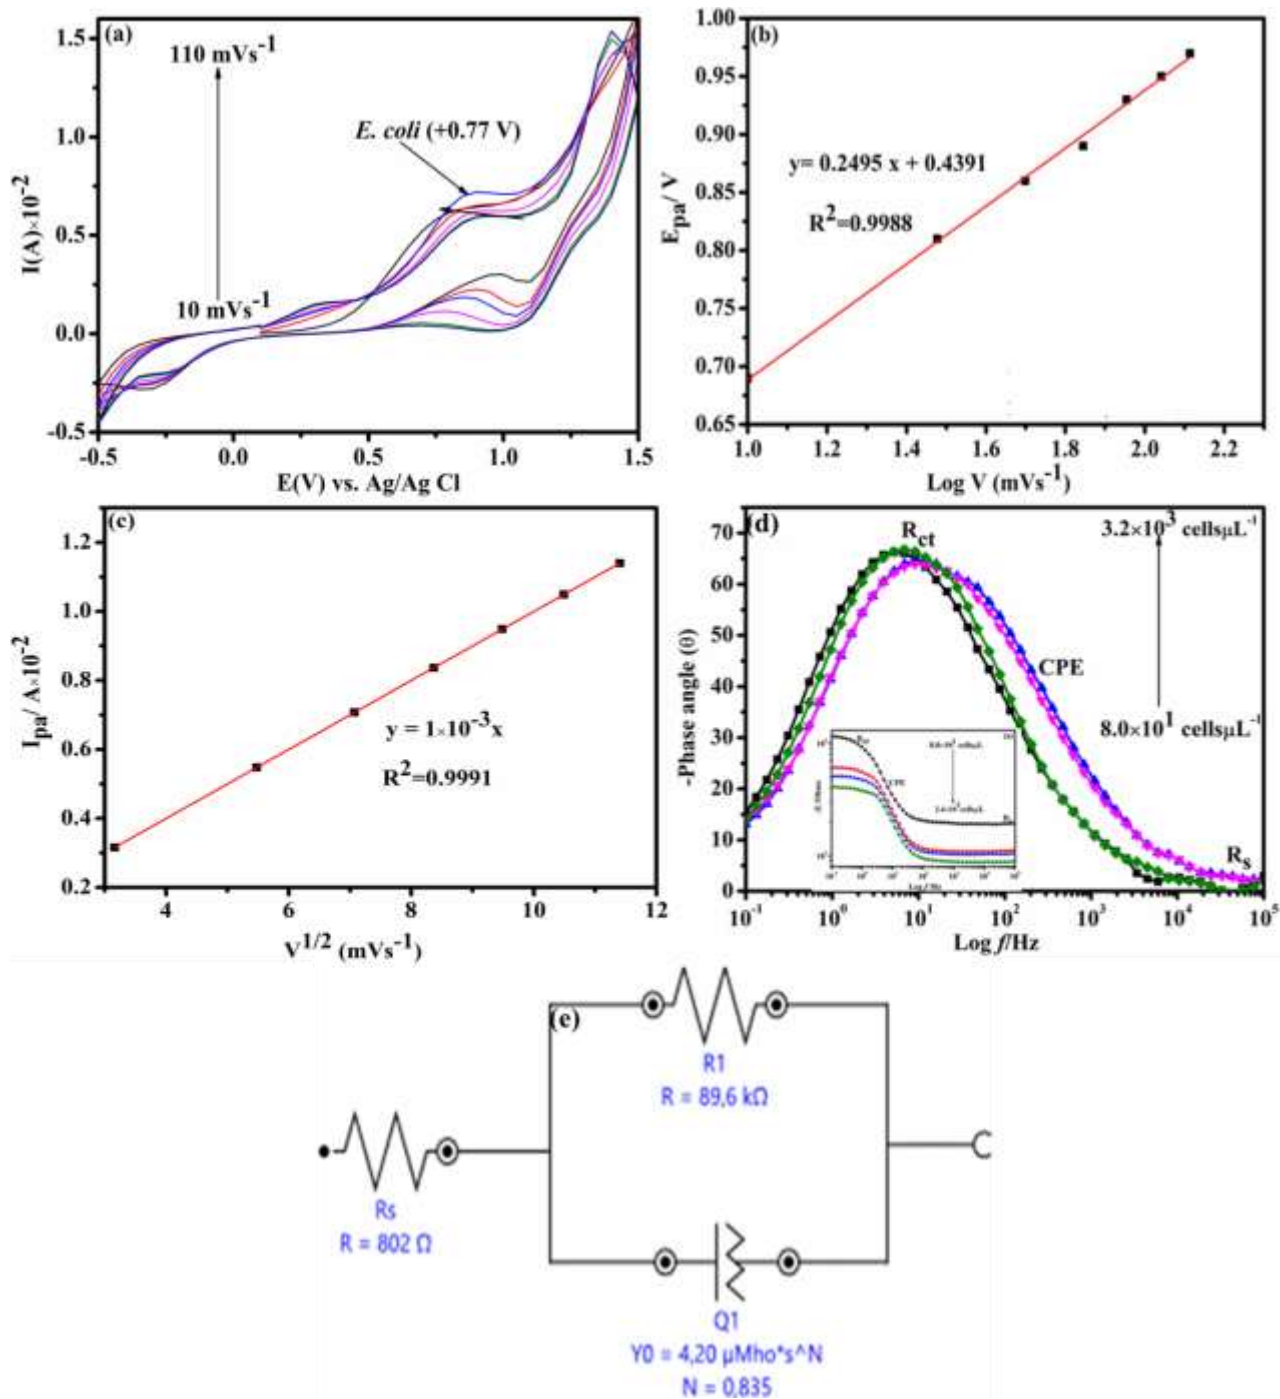 (a)
110 mVs-1
E. coli (+0.77 V)
10 mVs-1
I(A)×10-2
1.5
1.0
0.5
0.0
-0.5
-0.5 0.0 0.5 1.0 1.5
E(V) vs. Ag/Ag Cl
(b)
y= 0.2495 x + 0.4391
R2=0.9988
Epa/ V
1.00
0.95
0.90
0.85
0.80
0.75
0.70
0.65
1.0 1.2 1.4 1.6 1.8 2.0 2.2
Log V (mVs-1)
(c)
y = 1×10-3x
R2=0.9991
Ipa/ A×10-2
1.2
1.0
0.8
0.6
0.4
0.2
4 6 8 10 12
V1/2 (mVs-1)
(d)
Rct
3.2×103 cellsµL-1
CPE
8.0×101 cellsµL-1
Rs
-Phase angle (θ)
70
60
50
40
30
20
10
0
CPE
10-1 100 101 102 103 104 105
Log f/Hz
(e)
R1
R = 89,6 kΩ
Rs
R = 802 Ω
Q1
Y0 = 4,20 µMho*s^N
N = 0,835